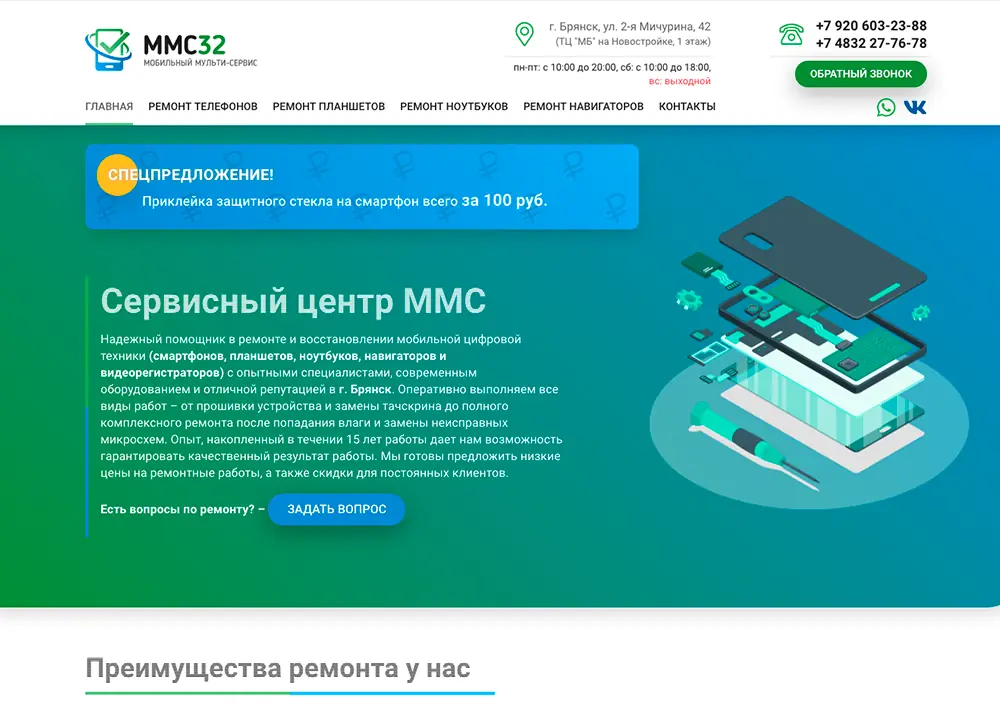 ММС32
МОБИЛЬНЫЙ МУЛЬТИ-СЕРВИС
г. Брянск, ул. 2-я Мичурина, 42
(ТЦ "МБ" на Новостройке, 1 этаж)
пн-пт: с 10:00 до 20:00, сб: с 10:00 до 18:00,
вс: выходной
+7 920 603-23-88
+7 4832 27-76-78
ОБРАТНЫЙ ЗВОНОК
ГЛАВНАЯ РЕМОНТ ТЕЛЕФОНОВ РЕМОНТ ПЛАНШЕТОВ РЕМОНТ НОУТБУКОВ РЕМОНТ НАВИГАТОРОВ КОНТАКТЫ
СПЕЦПРЕДЛОЖЕНИЕ!
Приклейка защитного стекла на смартфон всего за 100 руб.
Сервисный центр ММС
Надежный помощник в ремонте и восстановлении мобильной цифровой
техники (смартфонов, планшетов, ноутбуков, навигаторов и
видеорегистраторов) с опытными специалистами, современным
оборудованием и отличной репутацией в г. Брянск. Оперативно выполняем все
виды работ – от прошивки устройства и замены тачскрина до полного
комплексного ремонта после попадания влаги и замены неисправных
микросхем. Опыт, накопленный в течении 15 лет работы дает нам возможность
гарантировать качественный результат работы. Мы готовы предложить низкие
цены на ремонтные работы, а также скидки для постоянных клиентов.
Есть вопросы по ремонту? – ЗАДАТЬ ВОПРОС
Преимущества ремонта у нас